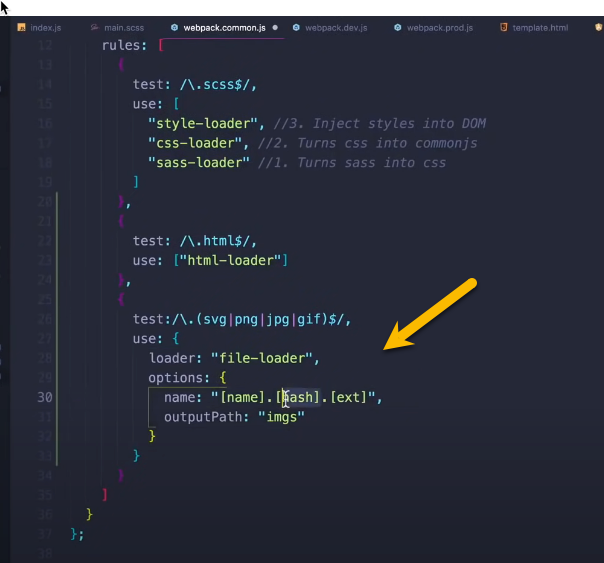 index.js main.scss webpack.common.js webpack.dev.js webpack.prod.js template.html
12 rules: [
13 {
14 test: /\.scss$/,
15 use: [
16 "style-loader", //3. Inject styles into DOM
17 "css-loader", //2. Turns css into commonjs
18 "sass-loader" //1. Turns sass into css
19 ]
20 },
21 {
22 test: /\.html$/,
23 use: ["html-loader"]
24 },
25 {
26 test:/\.(svg|png|jpg|gif)$/,
27 use: {
28 loader: "file-loader",
29 options: {
30 name: "[name].[hash].[ext]",
31 outputPath: "imgs"
32 }
33 }
34 }
35 ]
36 }
37 };
38